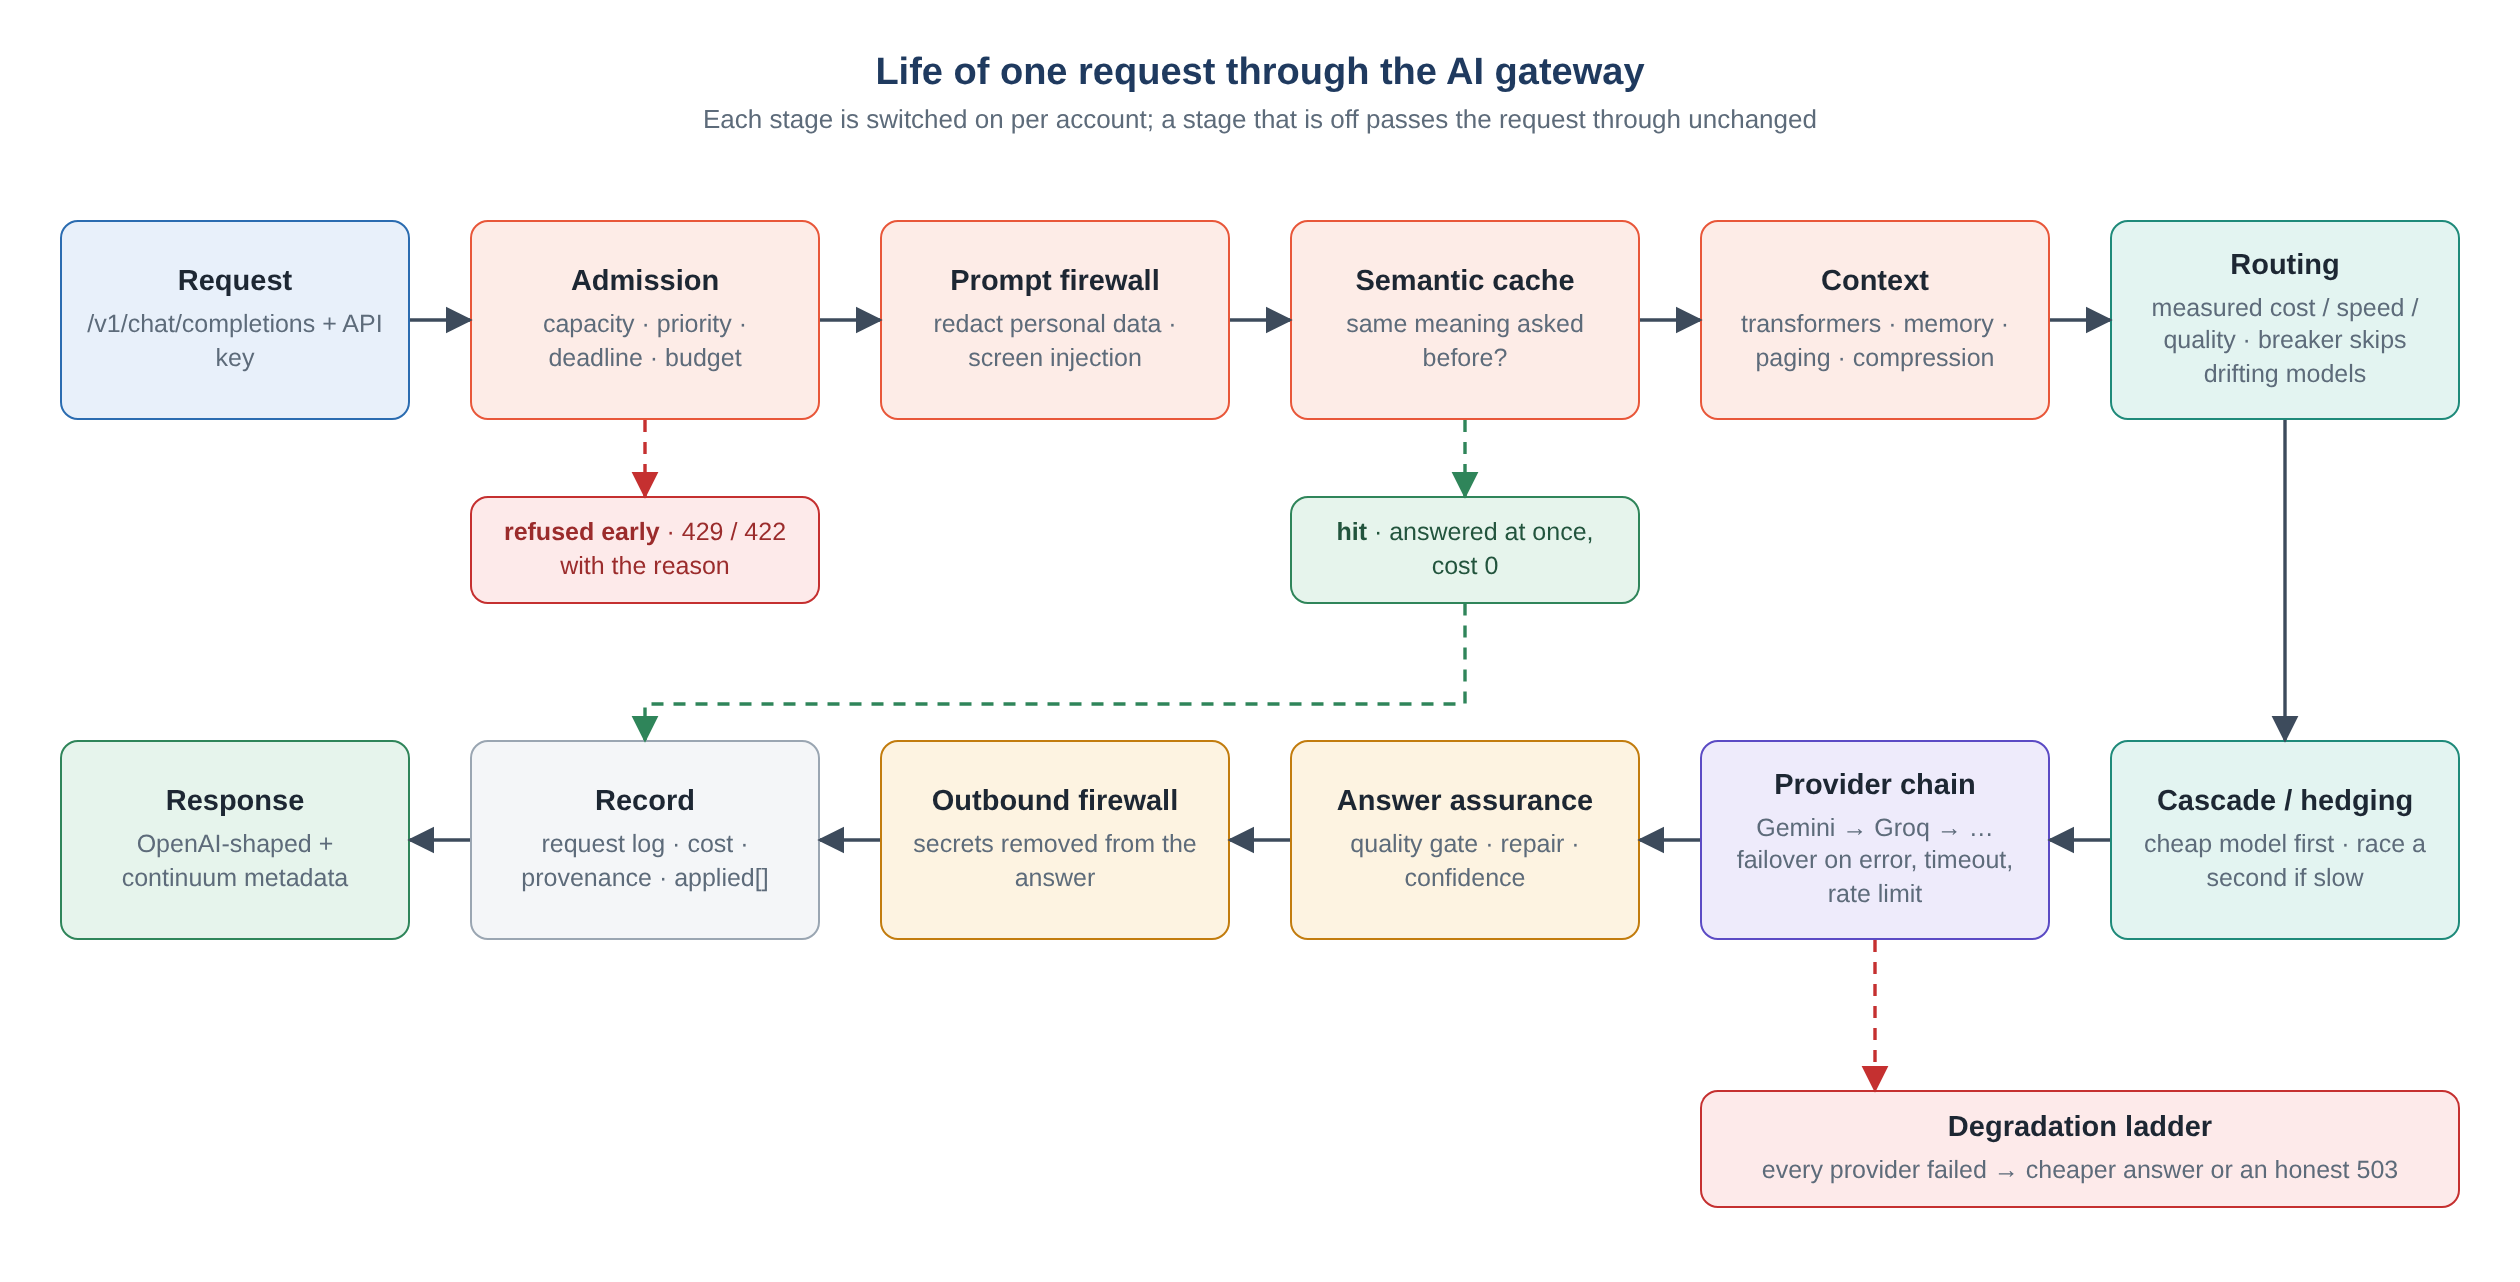 Life of one request through the AI gateway
Each stage is switched on per account; a stage that is off passes the request through unchanged
Request
/v1/chat/completions + API
key
Admission
capacity · priority ·
deadline · budget
Prompt firewall
redact personal data ·
screen injection
Semantic cache
same meaning asked
before?
Context
transformers · memory ·
paging · compression
Routing
measured cost / speed /
quality · breaker skips
drifting models
refused early · 429 / 422
with the reason
hit · answered at once,
cost 0
Response
OpenAI-shaped +
continuum metadata
Record
request log · cost ·
provenance · applied[]
Outbound firewall
secrets removed from the
answer
Answer assurance
quality gate · repair ·
confidence
Provider chain
Gemini → Groq → …
failover on error, timeout,
rate limit
Cascade / hedging
cheap model first · race a
second if slow
Degradation ladder
every provider failed → cheaper answer or an honest 503